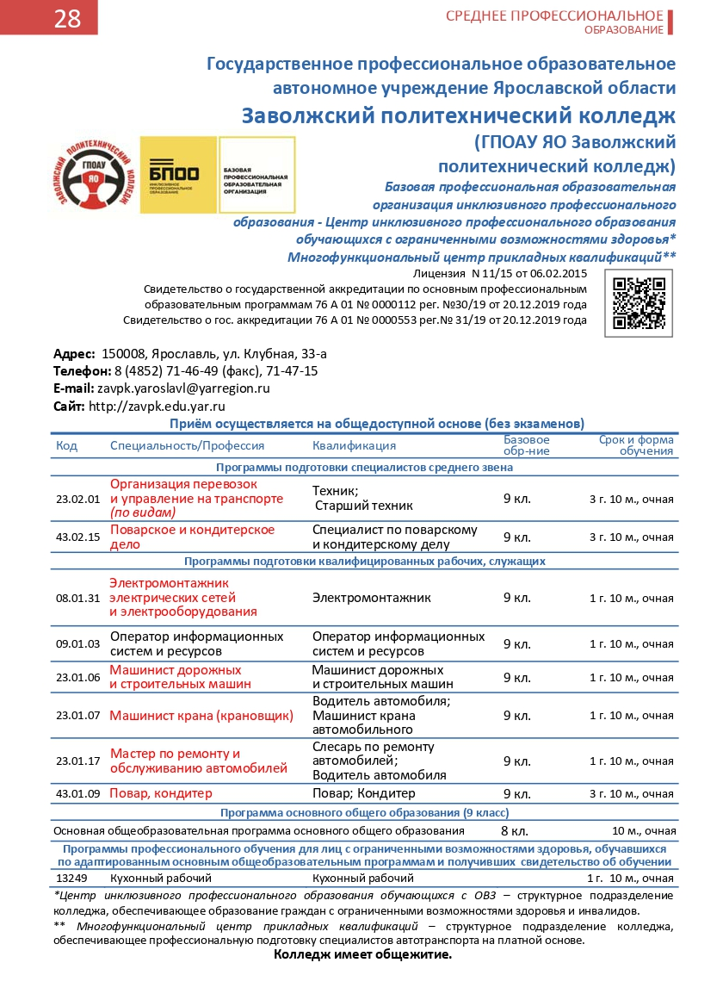 28
СРЕДНЕЕ ПРОФЕССИОНАЛЬНОЕ
ОБРАЗОВАНИЕ
Государственное профессиональное образовательное
автономное учреждение Ярославской области
Заволжский политехнический колледж
(ГПОАУ ЯО Заволжский
политехнический колледж)
ЗАВОЛЖСКИЙ ПОЛИТЕХНИЧЕСКИЙ КОЛЛЕДЖ
ГПОАУ
ЯО
БПОО
ИНКЛЮЗИВНОЕ
ПРОФЕССИОНАЛЬНОЕ
ОБРАЗОВАНИЕ
БАЗОВАЯ
ПРОФЕССИОНАЛЬНАЯ
ОБРАЗОВАТЕЛЬНАЯ
ОРГАНИЗАЦИЯ
Базовая профессиональная образовательная
организация инклюзивного профессионального
образования - Центр инклюзивного профессионального образования
обучающихся с ограниченными возможностями здоровья*
Многофункциональный центр прикладных квалификаций**
Лицензия N 11/15 от 06.02.2015
Свидетельство о государственной аккредитации по основным профессиональным
образовательным программам 76 А 01 № 0000112 рег. №30/19 от 20.12.2019 года
Свидетельство о гос. аккредитации 76 А 01 № 0000553 рег.№ 31/19 от 20.12.2019 года
Адрес: 150008, Ярославль, ул. Клубная, 33-а
Телефон: 8 (4852) 71-46-49 (факс), 71-47-15
E-mail: zavpk.yaroslavl@yarregion.ru
Сайт: http://zavpk.edu.yar.ru
Приём осуществляется на общедоступной основе (без экзаменов)
Код Специальность/Профессия Квалификация Базовое обр-ние Срок и форма обучения
Программы подготовки специалистов среднего звена
23.02.01 Организация перевозок и управление на транспорте (по видам) Техник; Старший техник 9 кл. 3 г. 10 м., очная
43.02.15 Поварское и кондитерское дело Специалист по поварскому и кондитерскому делу 9 кл. 3 г. 10 м., очная
Программы подготовки квалифицированных рабочих, служащих
08.01.31 Электромонтажник электрических сетей и электрооборудования Электромонтажник 9 кл. 1 г. 10 м., очная
09.01.03 Оператор информационных систем и ресурсов Оператор информационных систем и ресурсов 9 кл. 1 г. 10 м., очная
23.01.06 Машинист дорожных и строительных машин Машинист дорожных и строительных машин 9 кл. 1 г. 10 м., очная
23.01.07 Машинист крана (крановщик) Водитель автомобиля; Машинист крана автомобильного 9 кл. 1 г. 10 м., очная
23.01.17 Мастер по ремонту и обслуживанию автомобилей Слесарь по ремонту автомобилей; Водитель автомобиля 9 кл. 1 г. 10 м., очная
43.01.09 Повар, кондитер Повар; Кондитер 9 кл. 3 г. 10 м., очная
Программа основного общего образования (9 класс)
Основная общеобразовательная программа основного общего образования 8 кл. 10 м., очная
Программы профессионального обучения для лиц с ограниченными возможностями здоровья, обучавшихся
по адаптированным основным общеобразовательным программам и получивших свидетельство об обучении
13249 Кухонный рабочий Кухонный рабочий 1 г. 10 м., очная
*Центр инклюзивного профессионального образования обучающихся с ОВЗ – структурное подразделение
колледжа, обеспечивающее образование граждан с ограниченными возможностями здоровья и инвалидов.
** Многофункциональный центр прикладных квалификаций – структурное подразделение колледжа,
обеспечивающее профессиональную подготовку специалистов автотранспорта на платной основе.
Колледж имеет общежитие.